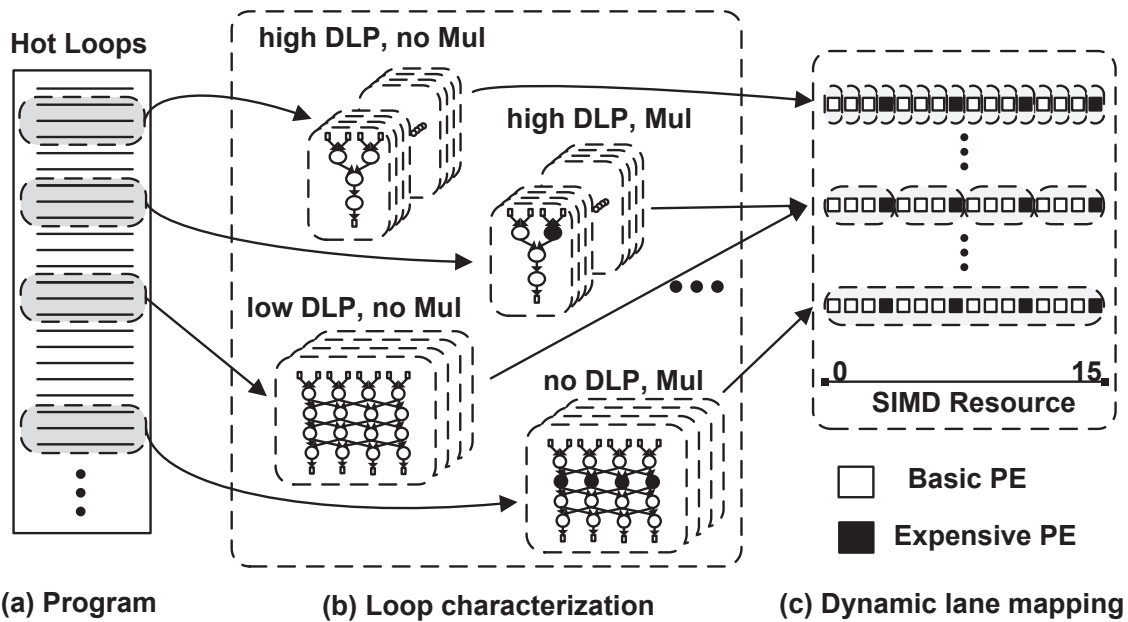 Hot Loops
high DLP, no Mul
high DLP, Mul
low DLP, no Mul
no DLP, Mul
0 15
SIMD Resource
Basic PE
Expensive PE
(a) Program
(b) Loop characterization
(c) Dynamic lane mapping